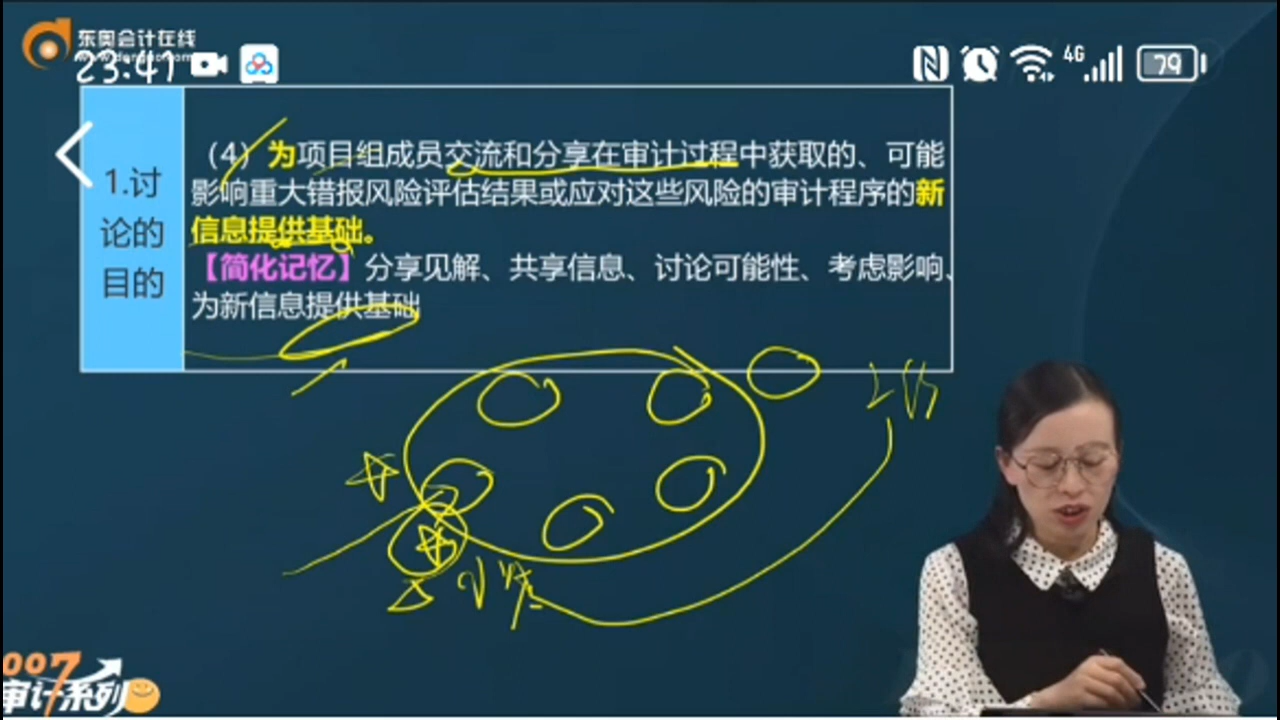 东奥会计在线
23:41
4G
79
1.讨
论的
目的
（4）为项目组成员交流和分享在审计过程中获取的、可能
影响重大错报风险评估结果或应对这些风险的审计程序的新
信息提供基础。
【简化记忆】分享见解、共享信息、讨论可能性、考虑影响、
为新信息提供基础
007
审计系列